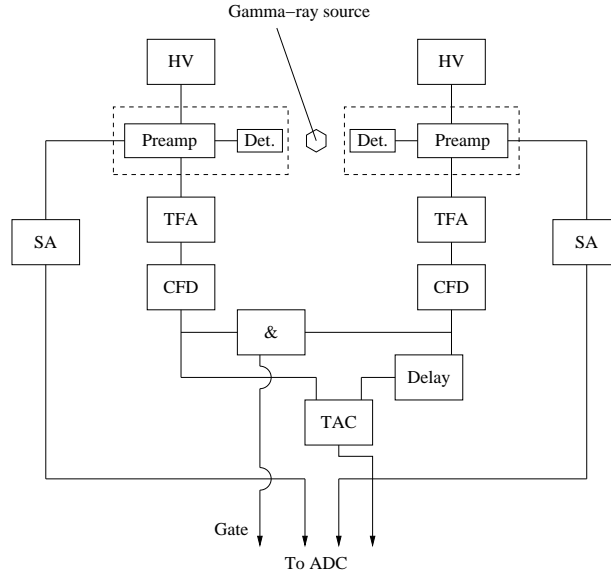 Gamma−ray source
HV
HV
Preamp
Det.
Det.
Preamp
TFA
TFA
SA
SA
CFD
CFD
&
Delay
TAC
Gate
To ADC